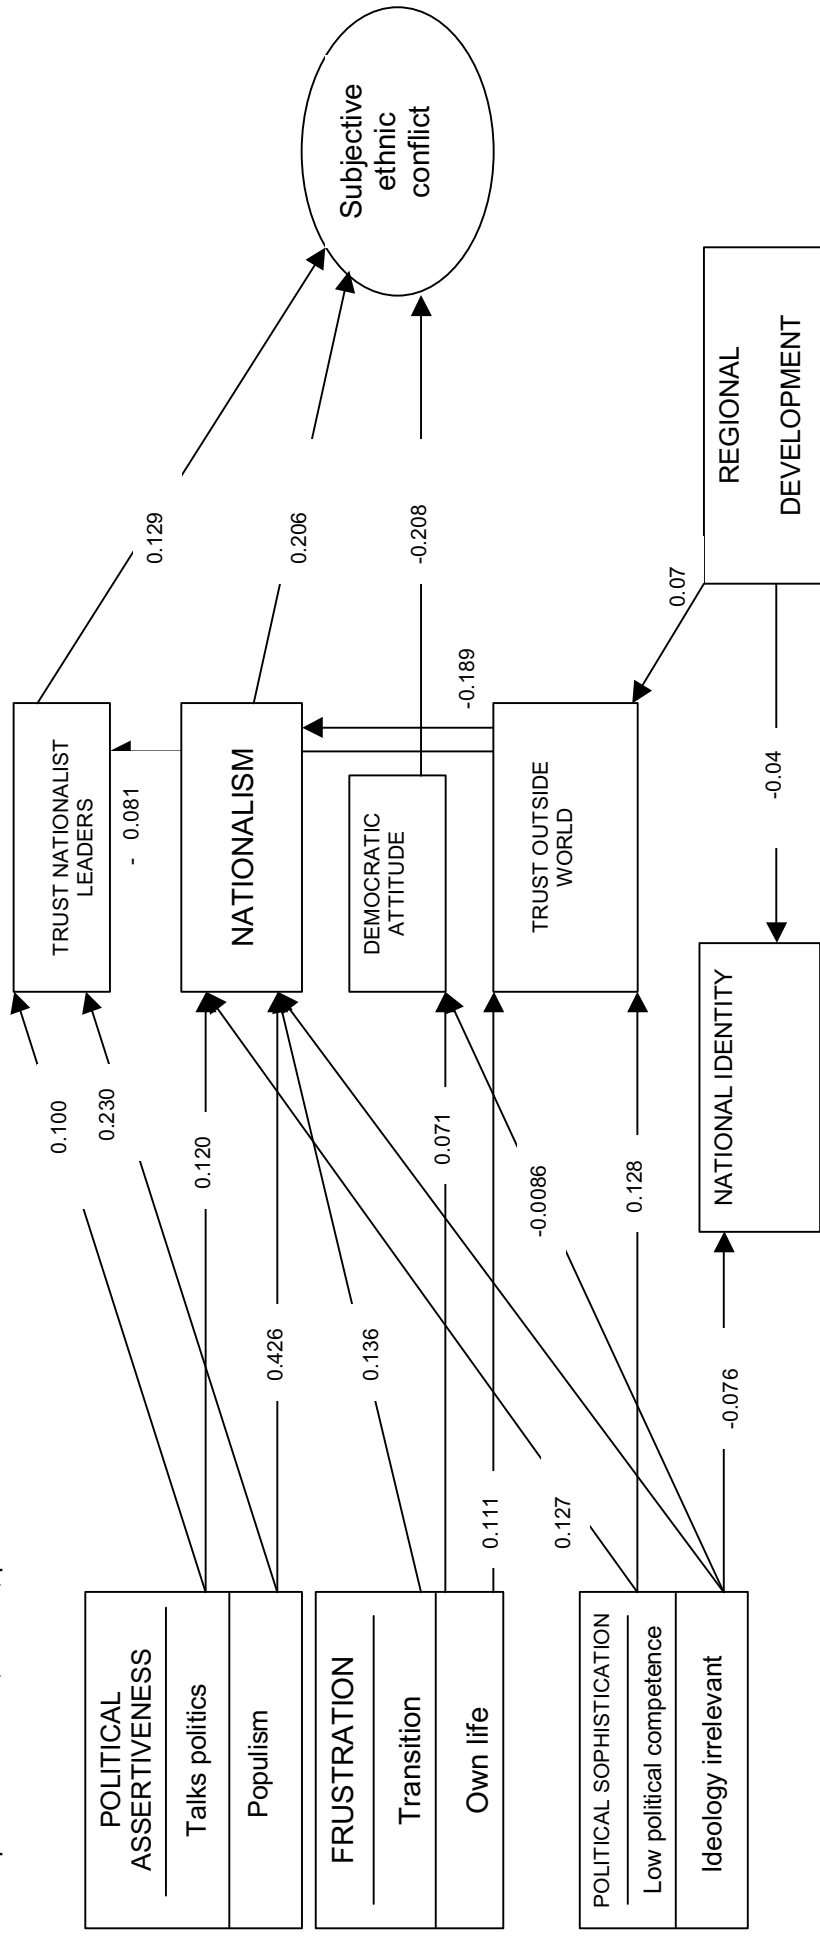 POLITICAL
ASSERTIVENESS
Talks politics
Populism
FRUSTRATION
Transition
Own life
POLITICAL SOPHISTICATION
Low political competence
Ideology irrelevant
0.100
0.230
0.120
0.426
0.136
0.071
0.111
0.127
-0.0086
0.128
-0.076
TRUST NATIONALIST
LEADERS
- 0.081
NATIONALISM
DEMOCRATIC
ATTITUDE
-0.189
TRUST OUTSIDE
WORLD
NATIONAL IDENTITY
0.129
0.206
-0.208
0.07
-0.04
Subjective
ethnic
conflict
REGIONAL
DEVELOPMENT